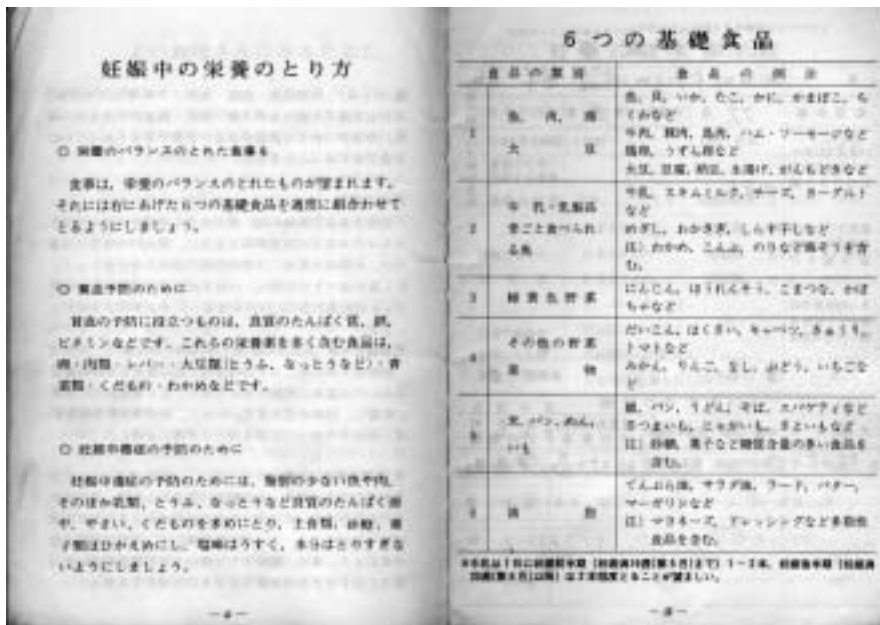 妊娠中の栄養のとり方
○ 栄養のバランスのとれた食事を
食事は、栄養のバランスのとれたものが望まれます。
それには右にあげた6つの基礎食品を適度に組合わせて
とるようにしましょう。
○ 貧血予防のために
貧血の予防に役立つものは、良質のたんぱく質、鉄、
ビタミンなどです。これらの栄養素を多く含む食品は、
卵・肉類・レバー・大豆類(とうふ、なっとうなど)・青
菜類・くだもの・わかめなどです。
○ 妊娠中毒症の予防のために
妊娠中毒症の予防のためには、脂肪の少ない魚や肉、
そのほか乳類、とうふ、なっとうなど良質のたんぱく源
や、やさい、くだものを多めにとり、主食類、砂糖、菓
子類はひかえめにし、塩味はうすく、水分はとりすぎな
いようにしましょう。
6つの基礎食品
食品の類別
食品の例示
1
魚、肉、卵
大豆
魚、貝、いか、たこ、かに、かまぼこ、ち
くわなど
牛肉、豚肉、鳥肉、ハム・ソーセージなど
鶏卵、うずら卵など
大豆、豆腐、納豆、生揚げ、がんもどきなど
2
牛乳・乳製品
骨ごと食べられ
る魚
牛乳、スキムミルク、チーズ、ヨーグルト
など
めざし、わかさぎ、しらす干しなど
注) わかめ、こんぶ、のりなど海そうを含
む。
3
緑黄色野菜
にんじん、ほうれんそう、こまつな、かぼ
ちゃなど
4
その他の野菜
果物
だいこん、はくさい、キャベツ、きゅうり、
トマトなど
みかん、りんご、なし、ぶどう、いちごな
ど
5
米、パン、めん、
いも
飯、パン、うどん、そば、スパゲティなど
さつまいも、じゃがいも、さといもなど
注) 砂糖、菓子など糖質含量の多い食品を
含む。
6
油脂
てんぷら油、サラダ油、ラード、バター、
マーガリンなど
注) マヨネーズ、ドレッシングなど多脂性
食品を含む。